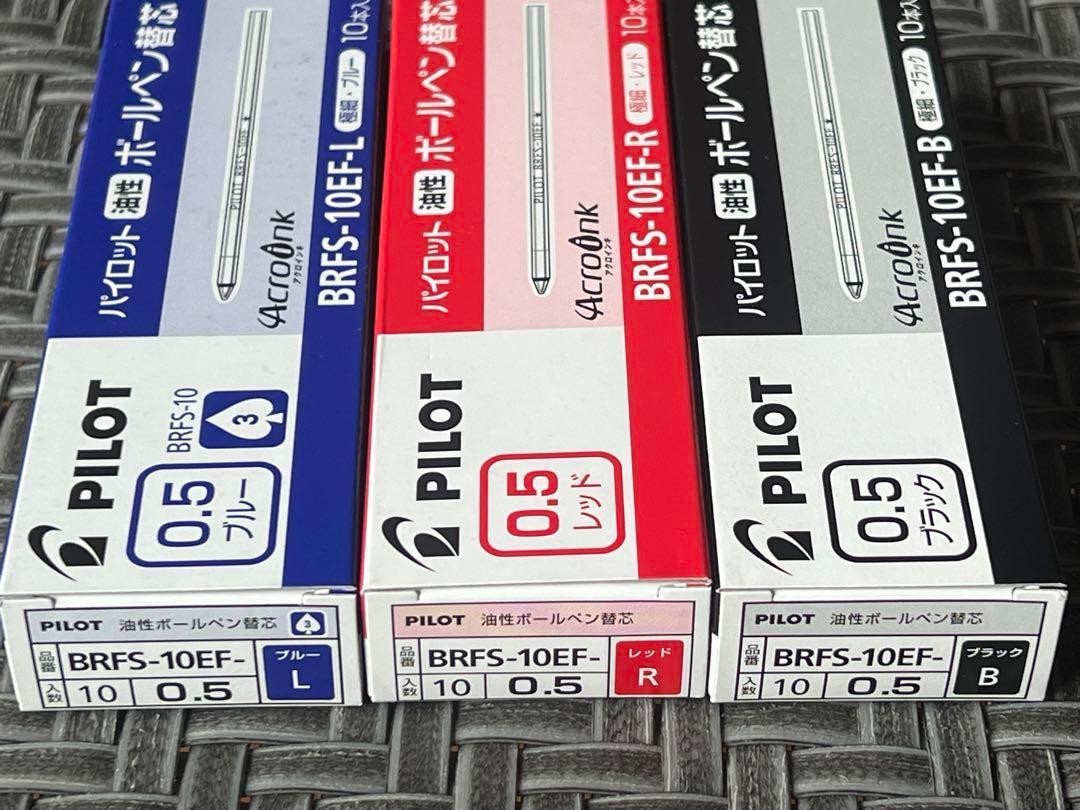 パイロット 油性 ボールペン替芯
PILOT BRFS-10EF ★
Acroink
アクロインキ
BRFS-10EF-L 極細・ブルー 10本入
PILOT
BRFS-10
3
0.5
ブルー
PILOT 油性ボールペン替芯 3
品番 BRFS-10EF-
ブルー
L
入数 10 0.5
パイロット 油性 ボールペン替芯
PILOT BRFS-10EF ★
Acroink
アクロインキ
BRFS-10EF-R 極細・レッド 10本入
PILOT
0.5
レッド
PILOT 油性ボールペン替芯
品番 BRFS-10EF-
レッド
R
入数 10 0.5
パイロット 油性 ボールペン替芯
PILOT BRFS-10EF ★
Acroink
アクロインキ
BRFS-10EF-B 極細・ブラック 10本入
PILOT
0.5
ブラック
PILOT 油性ボールペン替芯
品番 BRFS-10EF-
ブラック
B
入数 10 0.5